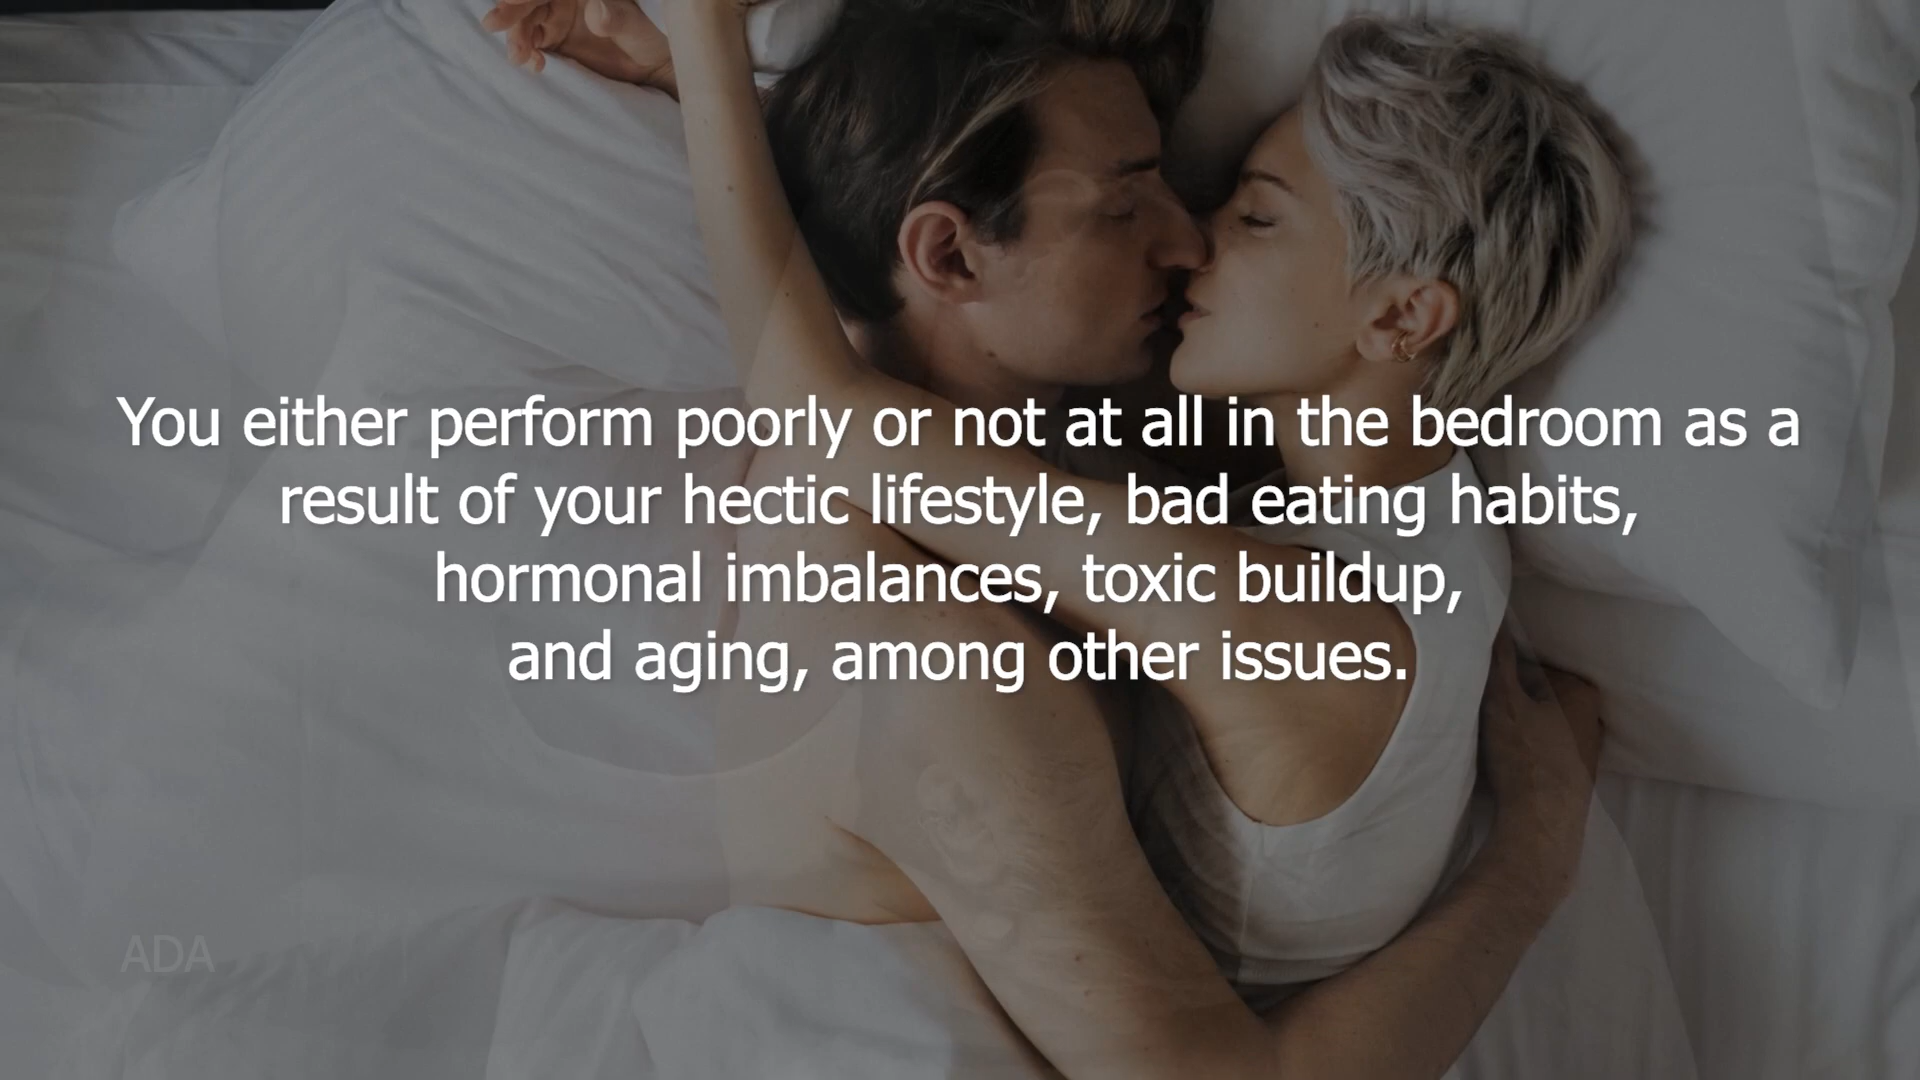 You either perform poorly or not at all in the bedroom as a
result of your hectic lifestyle, bad eating habits,
hormonal imbalances, toxic buildup,
and aging, among other issues.
ADA